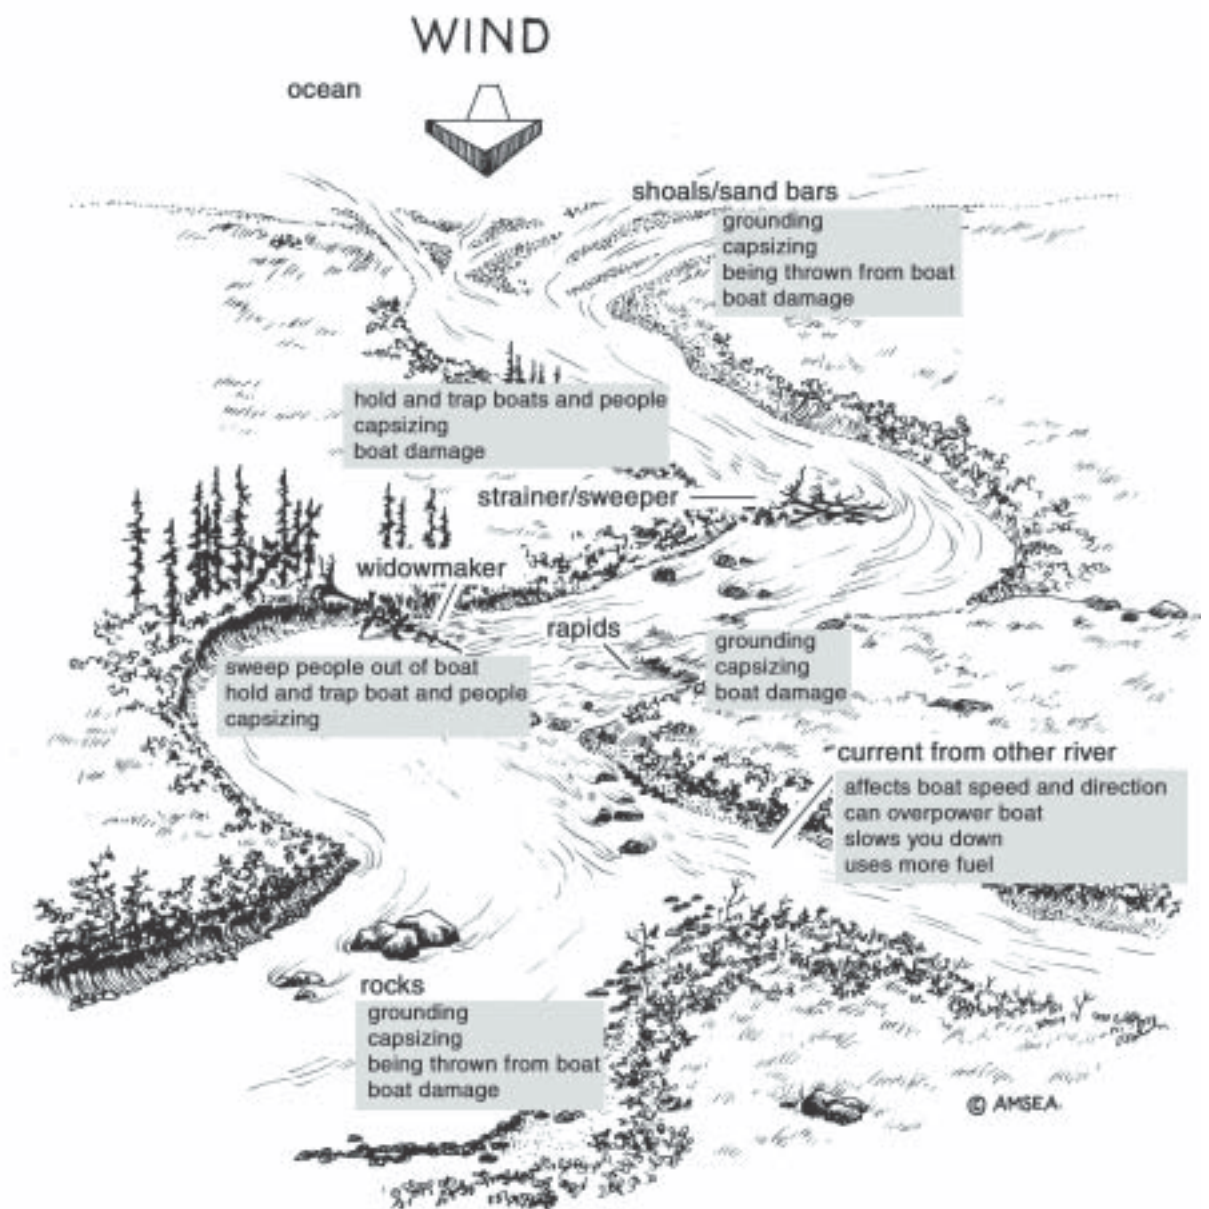 WIND
ocean
shoals/sand bars
grounding
capsizing
being thrown from boat
boat damage
hold and trap boats and people
capsizing
boat damage
strainer/sweeper
widowmaker
sweep people out of boat
hold and trap boat and people
capsizing
rapids
grounding
capsizing
boat damage
current from other river
affects boat speed and direction
can overpower boat
slows you down
uses more fuel
rocks
grounding
capsizing
being thrown from boat
boat damage
© AMSEA